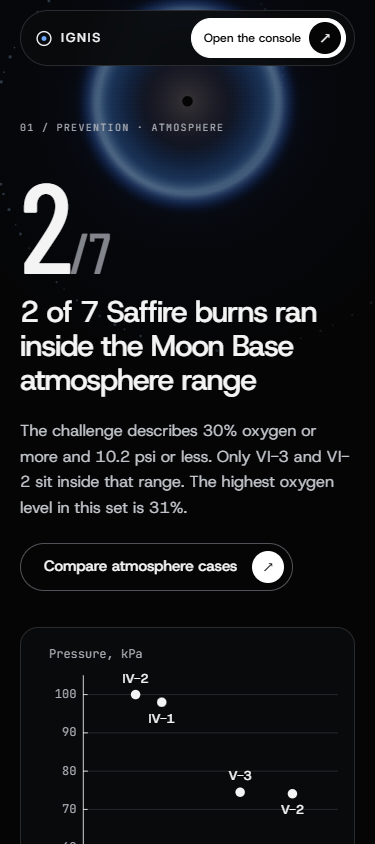 IGNIS
Open the console ↗
01 / PREVENTION · ATMOSPHERE
2/7
2 of 7 Saffire burns ran
inside the Moon Base
atmosphere range
The challenge describes 30% oxygen or
more and 10.2 psi or less. Only VI-3 and VI-
2 sit inside that range. The highest oxygen
level in this set is 31%.
Compare atmosphere cases ↗
Pressure, kPa
IV-2
100
IV-1
90
80
V-3
70
V-2